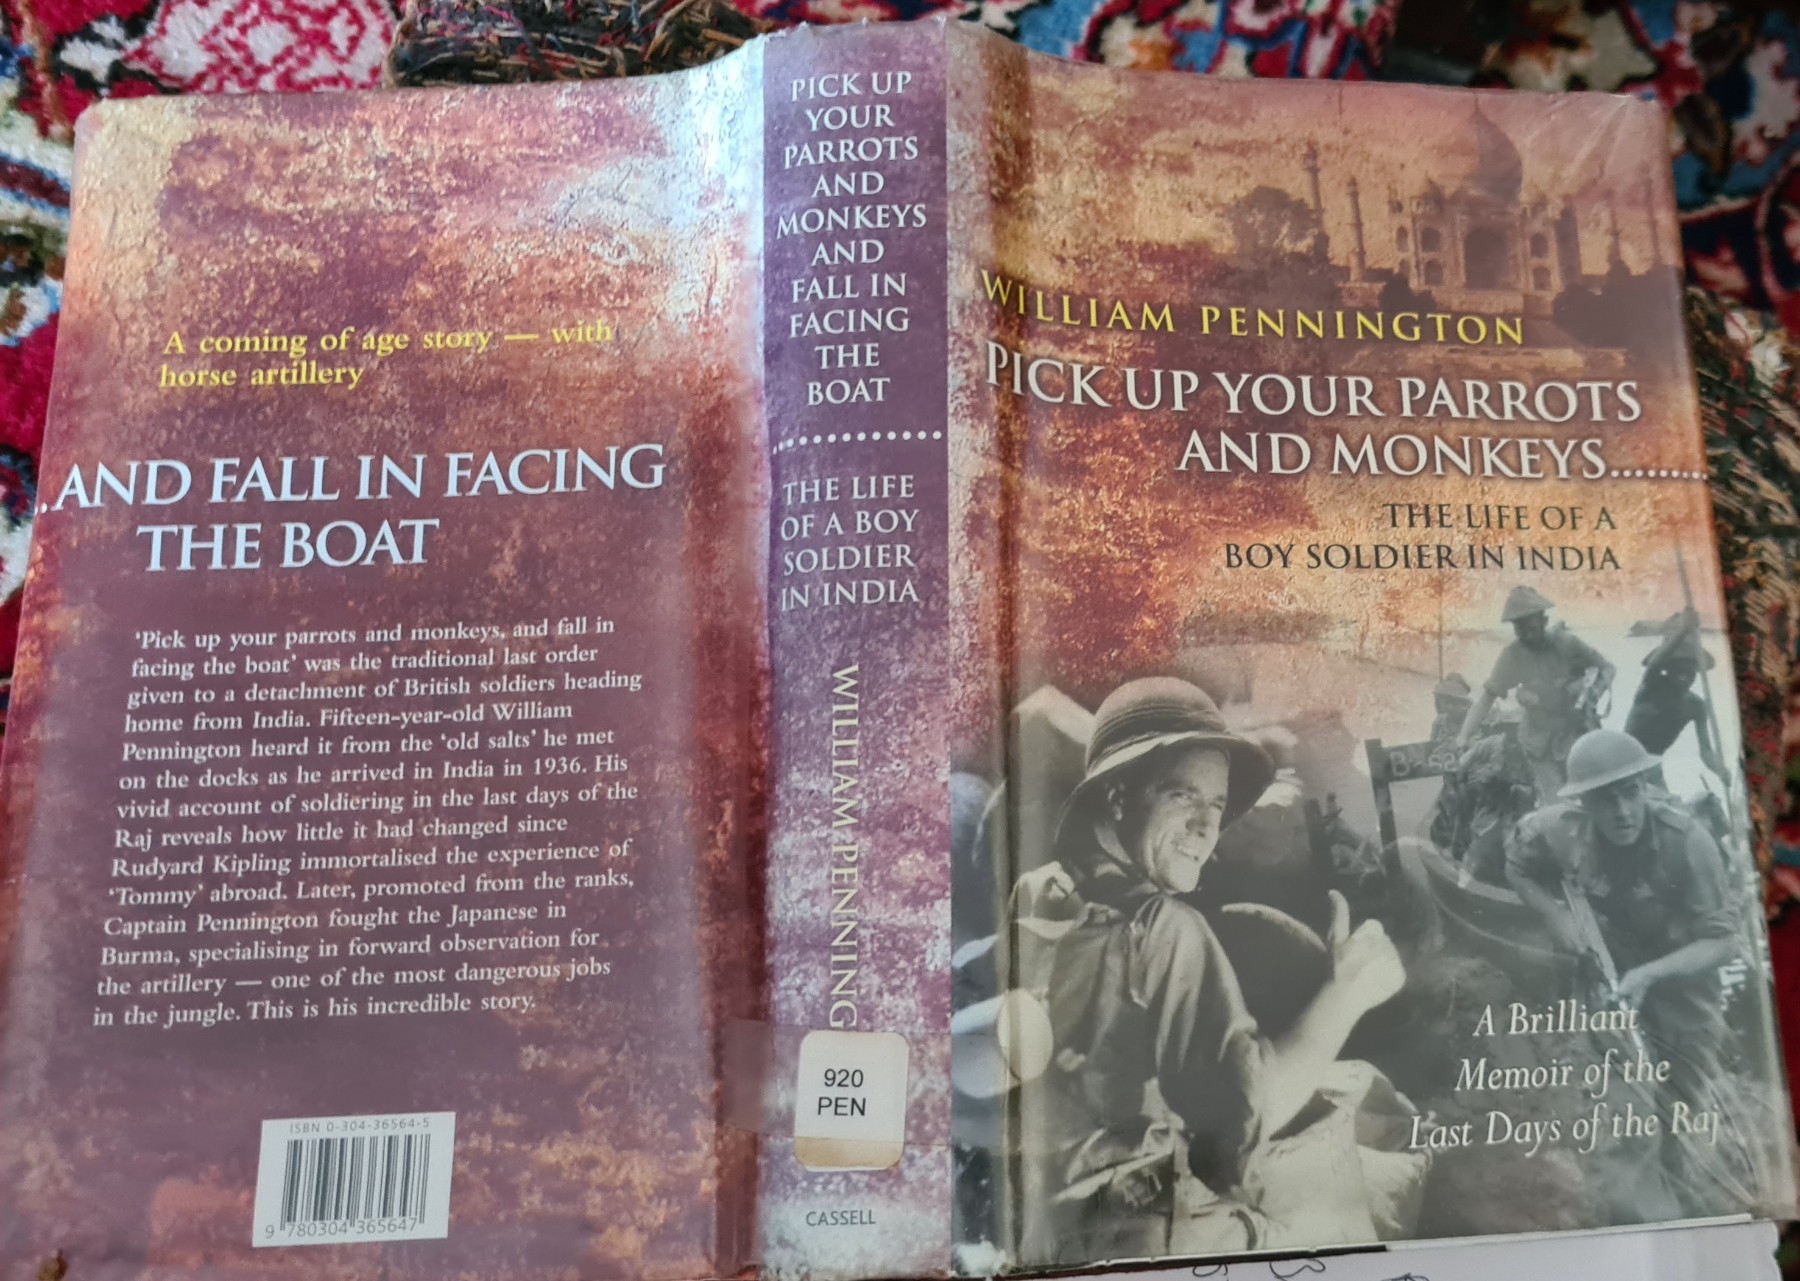 A coming of age story — with
horse artillery
..AND FALL IN FACING
THE BOAT
'Pick up your parrots and monkeys, and fall in
facing the boat' was the traditional last order
given to a detachment of British soldiers heading
home from India. Fifteen-year-old William
Pennington heard it from the 'old salts' he met
on the docks as he arrived in India in 1936. His
vivid account of soldiering in the last days of the
Raj reveals how little it had changed since
Rudyard Kipling immortalised the experience of
'Tommy' abroad. Later, promoted from the ranks,
Captain Pennington fought the Japanese in
Burma, specialising in forward observation for
the artillery — one of the most dangerous jobs
in the jungle. This is his incredible story.
ISBN 0-304-36564-5
9 780304 365647
PICK UP
YOUR
PARROTS
AND
MONKEYS
AND
FALL IN
FACING
THE
BOAT
THE LIFE
OF A BOY
SOLDIER
IN INDIA
WILLIAM PENNING
920
PEN
CASSELL
WILLIAM PENNINGTON
PICK UP YOUR PARROTS
AND MONKEYS.........
THE LIFE OF A
BOY SOLDIER IN INDIA
A Brilliant
Memoir of the
Last Days of the Raj